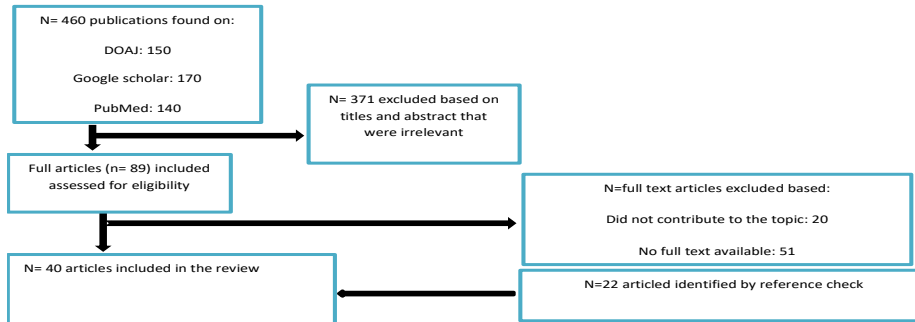 N= 460 publications found on:
DOAJ: 150
Google scholar: 170
PubMed: 140
N= 371 excluded based on
titles and abstract that
were irrelevant
Full articles (n= 89) included
assessed for eligibility
N=full text articles excluded based:
Did not contribute to the topic: 20
No full text available: 51
N= 40 articles included in the review
N=22 articled identified by reference check